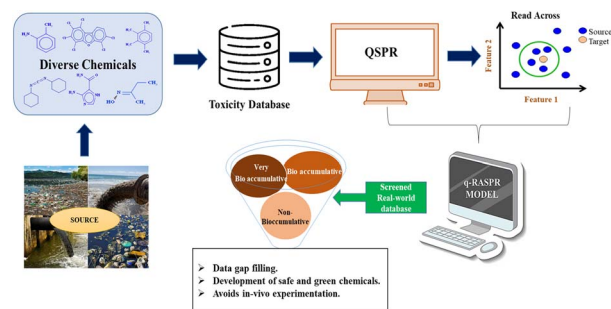 Diverse Chemicals
SOURCE
Toxicity Database
QSPR
Read Across
Source
Target
Feature 2
Feature 1
q-RASPR
MODEL
Screened
Real-world
database
Very
Bio accumulative
Bio accumulative
Non-
Bioccumulative
➢ Data gap filling.
➢ Development of safe and green chemicals.
➢ Avoids in-vivo experimentation.